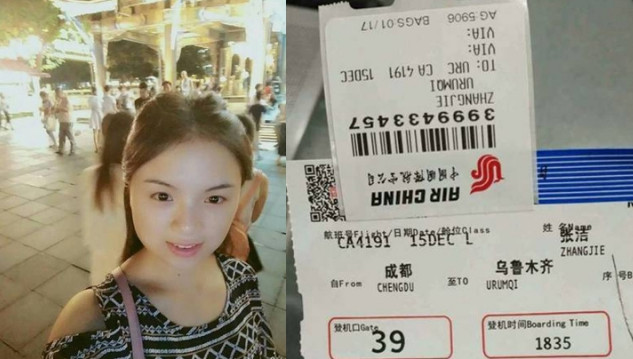 AG-5906 BAGS:01/17
VIA:
VIA:
TO: URC CA 4191 15DEC
URUMQI
ZHANGJIE
3999433457
中国国际航空公司
AIR CHINA
航班号Flight/日期Date/舱位Class
姓名
CA4191 15DEC L
张洁
ZHANGJIE
自From 成都 至TO 乌鲁木齐 序号
CHENGDU URUMQI
登机口Gate 登机时间Boarding Time
39 1835